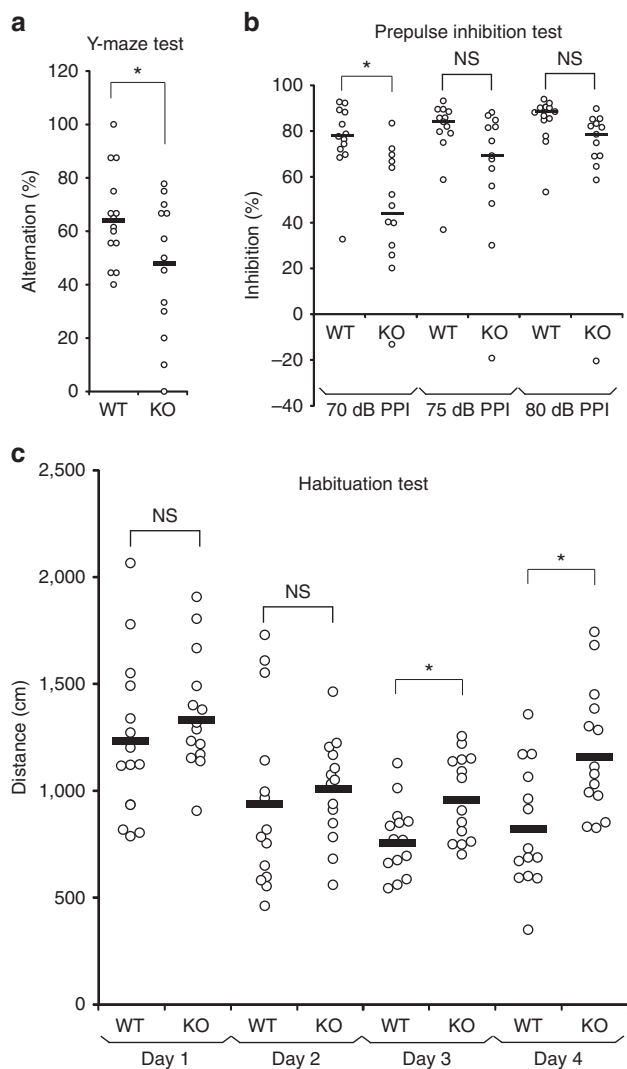 a
Y-maze test
*
120
100
80
60
40
20
0
Alternation (%)
WT KO
b
Prepulse inhibition test
* NS NS
100
80
60
40
20
0
–20
–40
Inhibition (%)
WT KO WT KO WT KO
70 dB PPI 75 dB PPI 80 dB PPI
c
Habituation test
2,500
2,000
1,500
1,000
500
0
Distance (cm)
NS
NS
*
*
WT KO WT KO WT KO WT KO
Day 1 Day 2 Day 3 Day 4